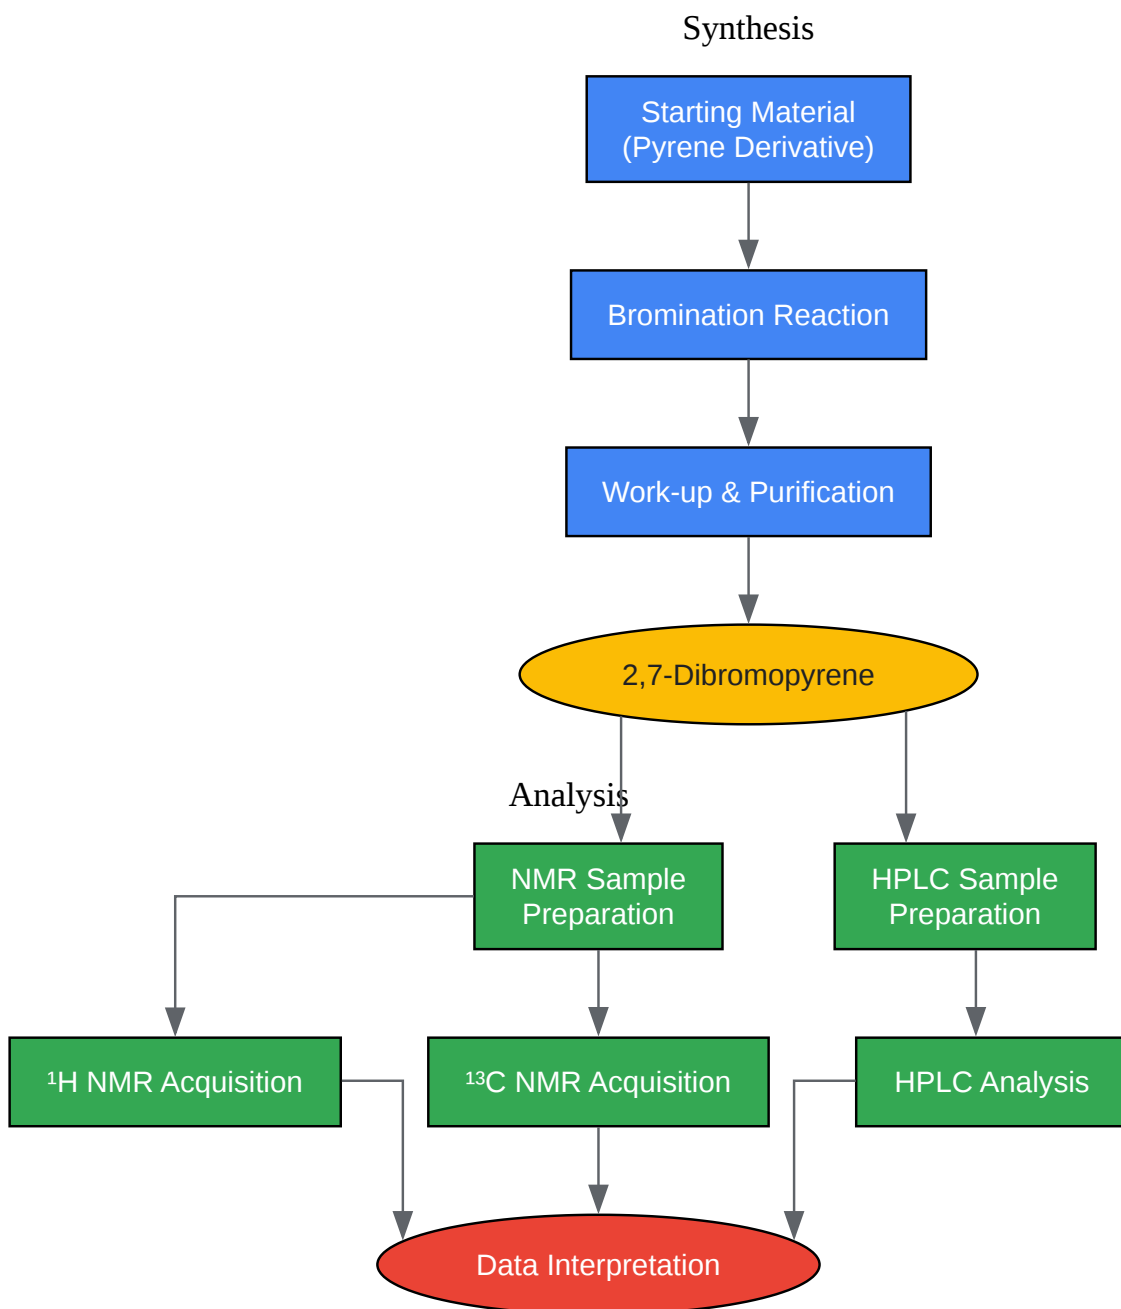 Synthesis
Starting Material
(Pyrene Derivative)
Bromination Reaction
Work-up & Purification
2,7-Dibromopyrene
Analysis
NMR Sample
Preparation
HPLC Sample
Preparation
¹H NMR Acquisition
¹³C NMR Acquisition
HPLC Analysis
Data Interpretation